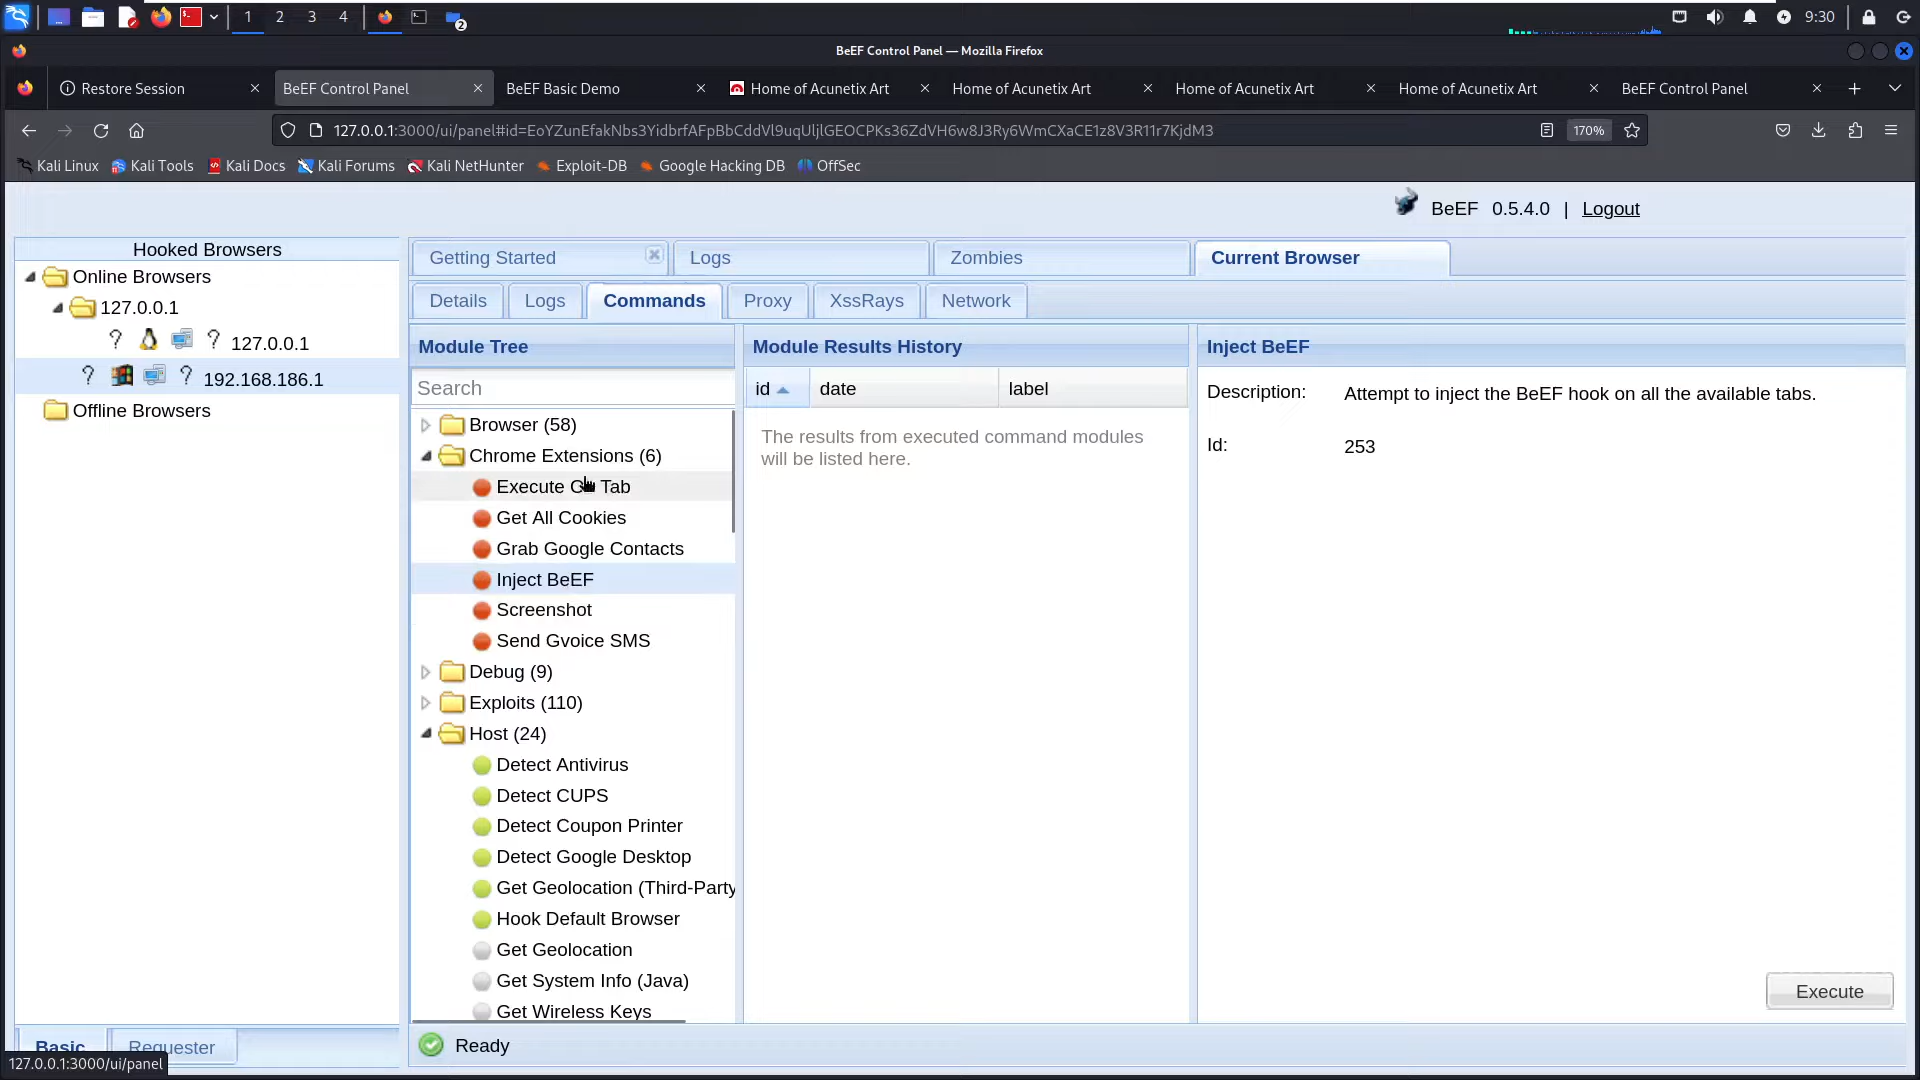 1 2 3 4 2 9:30
BeEF Control Panel — Mozilla Firefox
Restore Session BeEF Control Panel BeEF Basic Demo Home of Acunetix Art Home of Acunetix Art Home of Acunetix Art Home of Acunetix Art BeEF Control Panel
127.0.0.1:3000/ui/panel#id=EoYZunEfakNbs3YidbrfAFpBbCddVl9uqUljlGEOCPKs36ZdVH6w8J3Ry6WmCXaCE1z8V3R11r7KjdM3 170%
Kali Linux Kali Tools Kali Docs Kali Forums Kali NetHunter Exploit-DB Google Hacking DB OffSec
BeEF 0.5.4.0 | Logout
Hooked Browsers
Online Browsers
127.0.0.1
? ? 127.0.0.1
? ? 192.168.186.1
Offline Browsers
Basic Requester
127.0.0.1:3000/ui/panel
Getting Started Logs Zombies Current Browser
Details Logs Commands Proxy XssRays Network
Module Tree
Search
Browser (58)
Chrome Extensions (6)
Execute Tab
Get All Cookies
Grab Google Contacts
Inject BeEF
Screenshot
Send Gvoice SMS
Debug (9)
Exploits (110)
Host (24)
Detect Antivirus
Detect CUPS
Detect Coupon Printer
Detect Google Desktop
Get Geolocation (Third-Party
Hook Default Browser
Get Geolocation
Get System Info (Java)
Get Wireless Keys
Module Results History
id date label
The results from executed command modules
will be listed here.
Inject BeEF
Description: Attempt to inject the BeEF hook on all the available tabs.
Id: 253
Execute
Ready